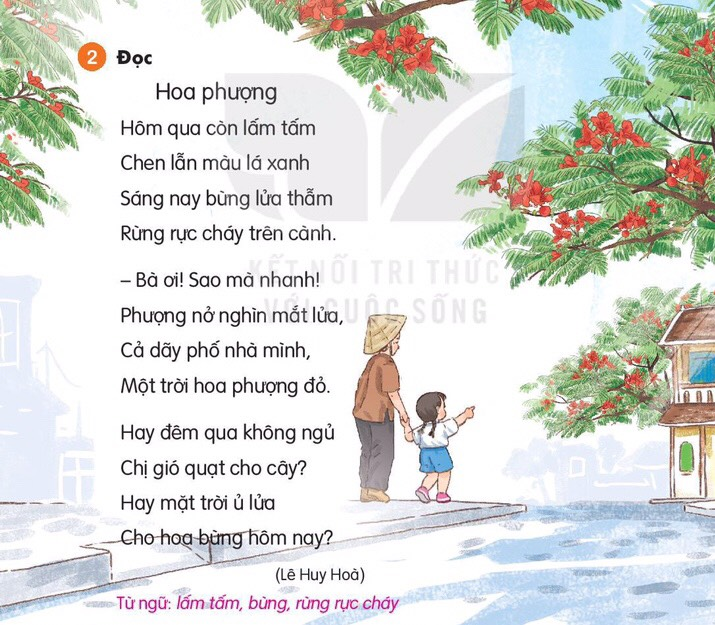 2 Đọc
Hoa phượng
Hôm qua còn lấm tấm
Chen lẫn màu lá xanh
Sáng nay bừng lửa thẫm
Rừng rực cháy trên cành.
– Bà ơi! Sao mà nhanh!
Phượng nở nghìn mắt lửa,
Cả dãy phố nhà mình,
Một trời hoa phượng đỏ.
Hay đêm qua không ngủ
Chị gió quạt cho cây?
Hay mặt trời ủ lửa
Cho hoa bừng hôm nay?
(Lê Huy Hoà)
Từ ngữ: lấm tấm, bừng, rừng rực cháy
KẾT NỐI TRI THỨC
VỚI CUỘC SỐNG